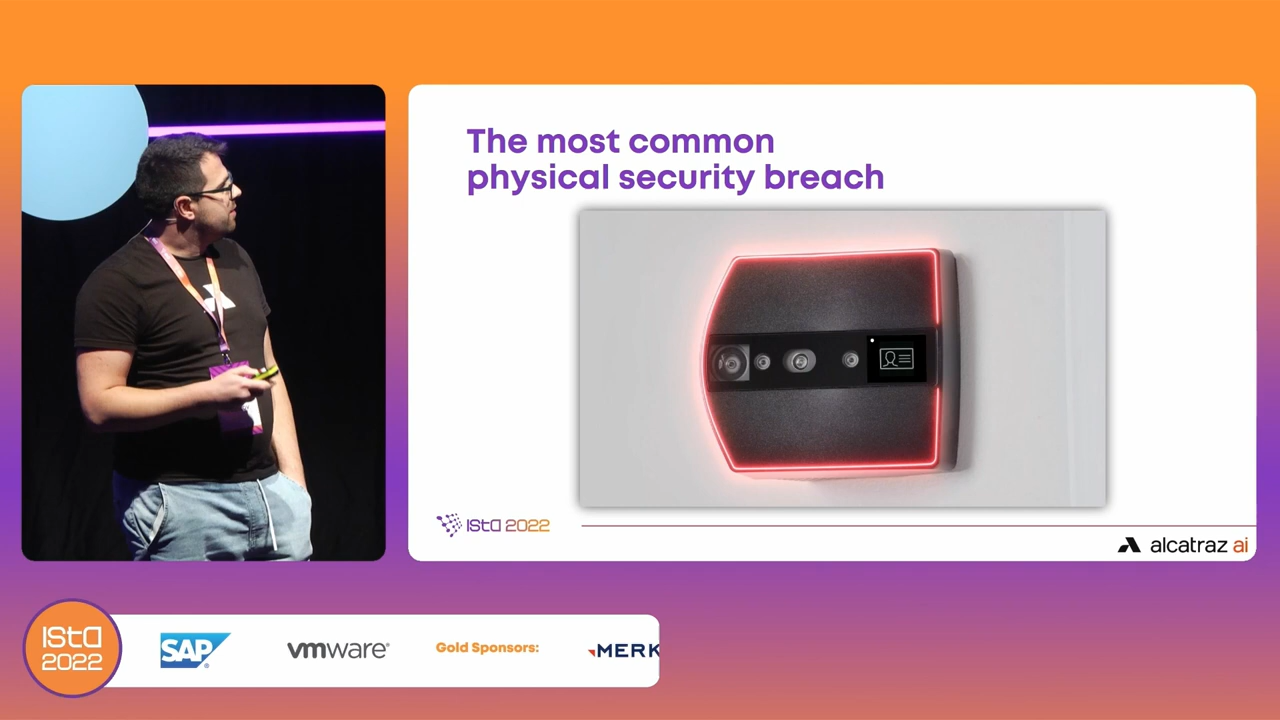 The most common
physical security breach
ISTA 2022
alcatraz ai
ISTA
2022
SAP
vmware
Gold Sponsors:
MERK